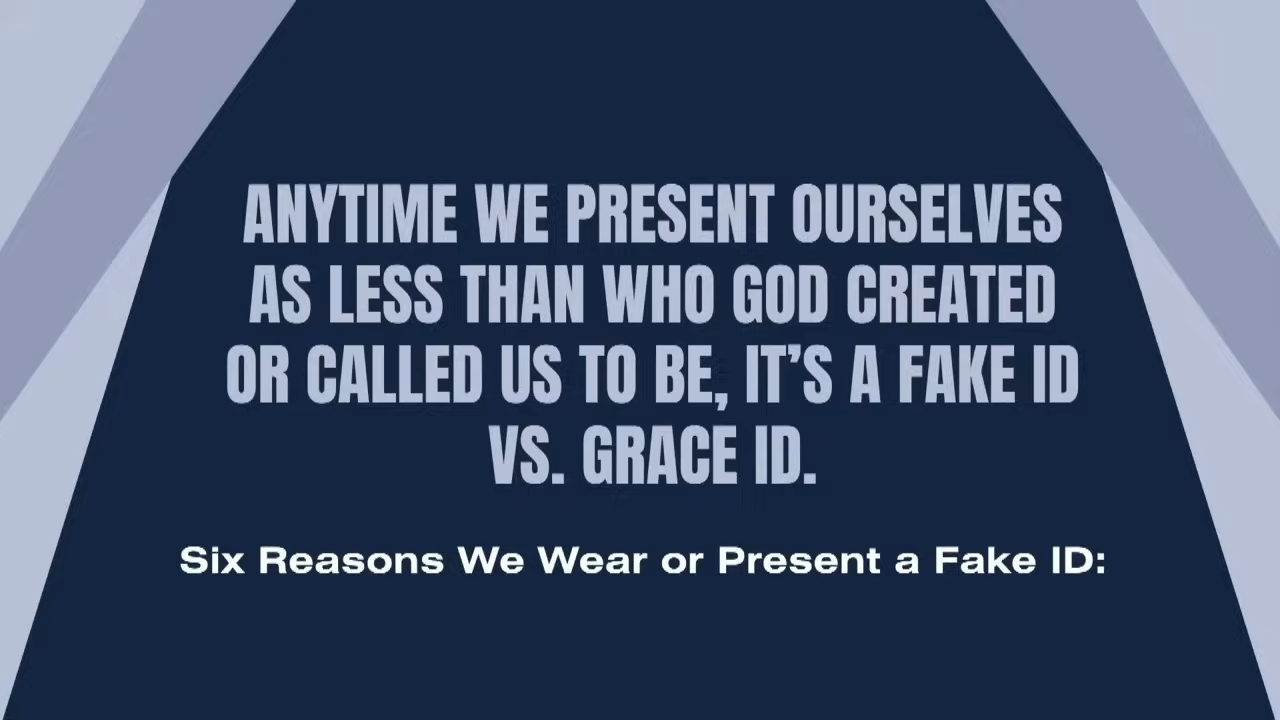 ANYTIME WE PRESENT OURSELVES
AS LESS THAN WHO GOD CREATED
OR CALLED US TO BE, IT’S A FAKE ID
VS. GRACE ID.
Six Reasons We Wear or Present a Fake ID: